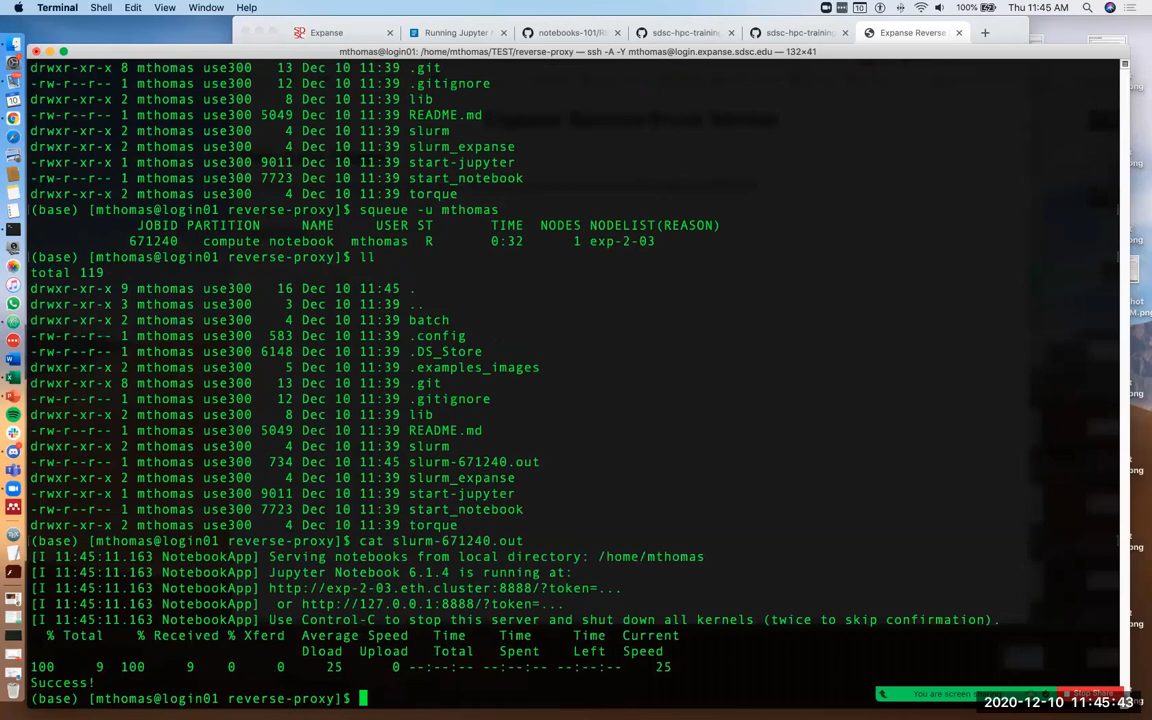 Terminal Shell Edit View Window Help 10 100% Thu 11:45 AM
Expanse Running Jupyter notebooks-101/RE sdsc-hpc-training sdsc-hpc-training Expanse Reverse
mthomas@login01: /home/mthomas/TEST/reverse-proxy — ssh -A -Y mthomas@login.expanse.sdsc.edu — 132×41
drwxr-xr-x 8 mthomas use300 13 Dec 10 11:39 .git
-rw-r--r-- 1 mthomas use300 12 Dec 10 11:39 .gitignore
drwxr-xr-x 2 mthomas use300 8 Dec 10 11:39 lib
-rw-r--r-- 1 mthomas use300 5049 Dec 10 11:39 README.md
drwxr-xr-x 2 mthomas use300 4 Dec 10 11:39 slurm
drwxr-xr-x 2 mthomas use300 4 Dec 10 11:39 slurm_expanse
-rwxr-xr-x 1 mthomas use300 9011 Dec 10 11:39 start-jupyter
-rwxr-xr-x 1 mthomas use300 7723 Dec 10 11:39 start_notebook
drwxr-xr-x 2 mthomas use300 4 Dec 10 11:39 torque
(base) [mthomas@login01 reverse-proxy]$ squeue -u mthomas
JOBID PARTITION NAME USER ST TIME NODES NODELIST(REASON)
671240 compute notebook mthomas R 0:32 1 exp-2-03
(base) [mthomas@login01 reverse-proxy]$ ll
total 119
drwxr-xr-x 9 mthomas use300 16 Dec 10 11:45 .
drwxr-xr-x 3 mthomas use300 3 Dec 10 11:39 ..
drwxr-xr-x 2 mthomas use300 4 Dec 10 11:39 batch
-rw-r--r-- 1 mthomas use300 583 Dec 10 11:39 .config
-rw-r--r-- 1 mthomas use300 6148 Dec 10 11:39 .DS_Store
drwxr-xr-x 2 mthomas use300 5 Dec 10 11:39 .examples_images
drwxr-xr-x 8 mthomas use300 13 Dec 10 11:39 .git
-rw-r--r-- 1 mthomas use300 12 Dec 10 11:39 .gitignore
drwxr-xr-x 2 mthomas use300 8 Dec 10 11:39 lib
-rw-r--r-- 1 mthomas use300 5049 Dec 10 11:39 README.md
drwxr-xr-x 2 mthomas use300 4 Dec 10 11:39 slurm
-rw-r--r-- 1 mthomas use300 734 Dec 10 11:45 slurm-671240.out
drwxr-xr-x 2 mthomas use300 4 Dec 10 11:39 slurm_expanse
-rwxr-xr-x 1 mthomas use300 9011 Dec 10 11:39 start-jupyter
-rwxr-xr-x 1 mthomas use300 7723 Dec 10 11:39 start_notebook
drwxr-xr-x 2 mthomas use300 4 Dec 10 11:39 torque
(base) [mthomas@login01 reverse-proxy]$ cat slurm-671240.out
[I 11:45:11.163 NotebookApp] Serving notebooks from local directory: /home/mthomas
[I 11:45:11.163 NotebookApp] Jupyter Notebook 6.1.4 is running at:
[I 11:45:11.163 NotebookApp] http://exp-2-03.eth.cluster:8888/?token=...
[I 11:45:11.163 NotebookApp] or http://127.0.0.1:8888/?token=...
[I 11:45:11.163 NotebookApp] Use Control-C to stop this server and shut down all kernels (twice to skip confirmation).
% Total % Received % Xferd Average Speed Time Time Time Current
Dload Upload Total Spent Left Speed
100 9 100 9 0 0 25 0 --:--:-- --:--:-- --:--:-- 25
Success!
(base) [mthomas@login01 reverse-proxy]$
You are screen Stop Share
2020-12-10 11:45:43